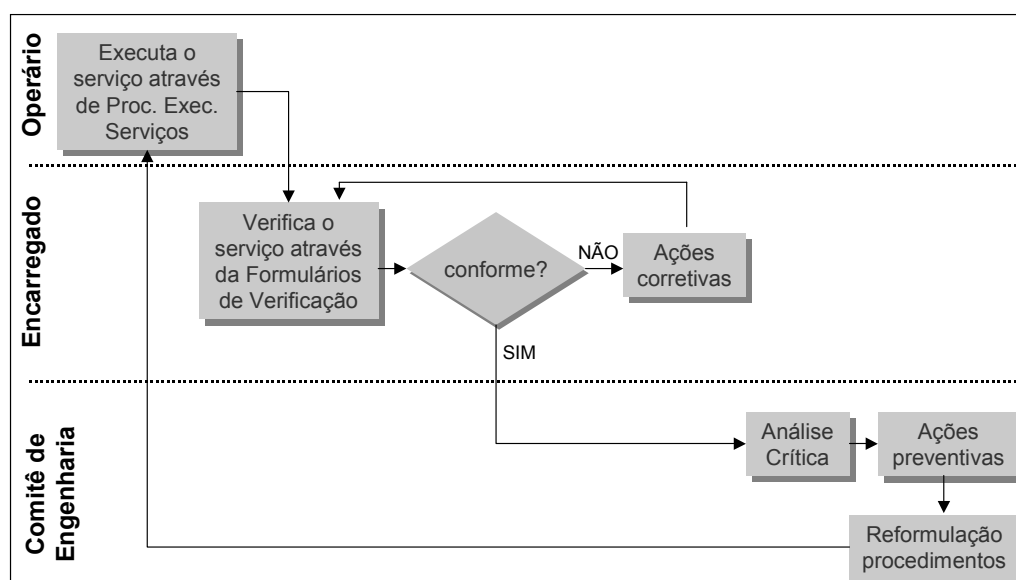 Operário
Executa o
serviço através
de Proc. Exec.
Serviços
Encarregado
Verifica o
serviço através
da Formulários
de Verificação
conforme?
NÃO
Ações
corretivas
SIM
Comitê de
Engenharia
Análise
Crítica
Ações
preventivas
Reformulação
procedimentos